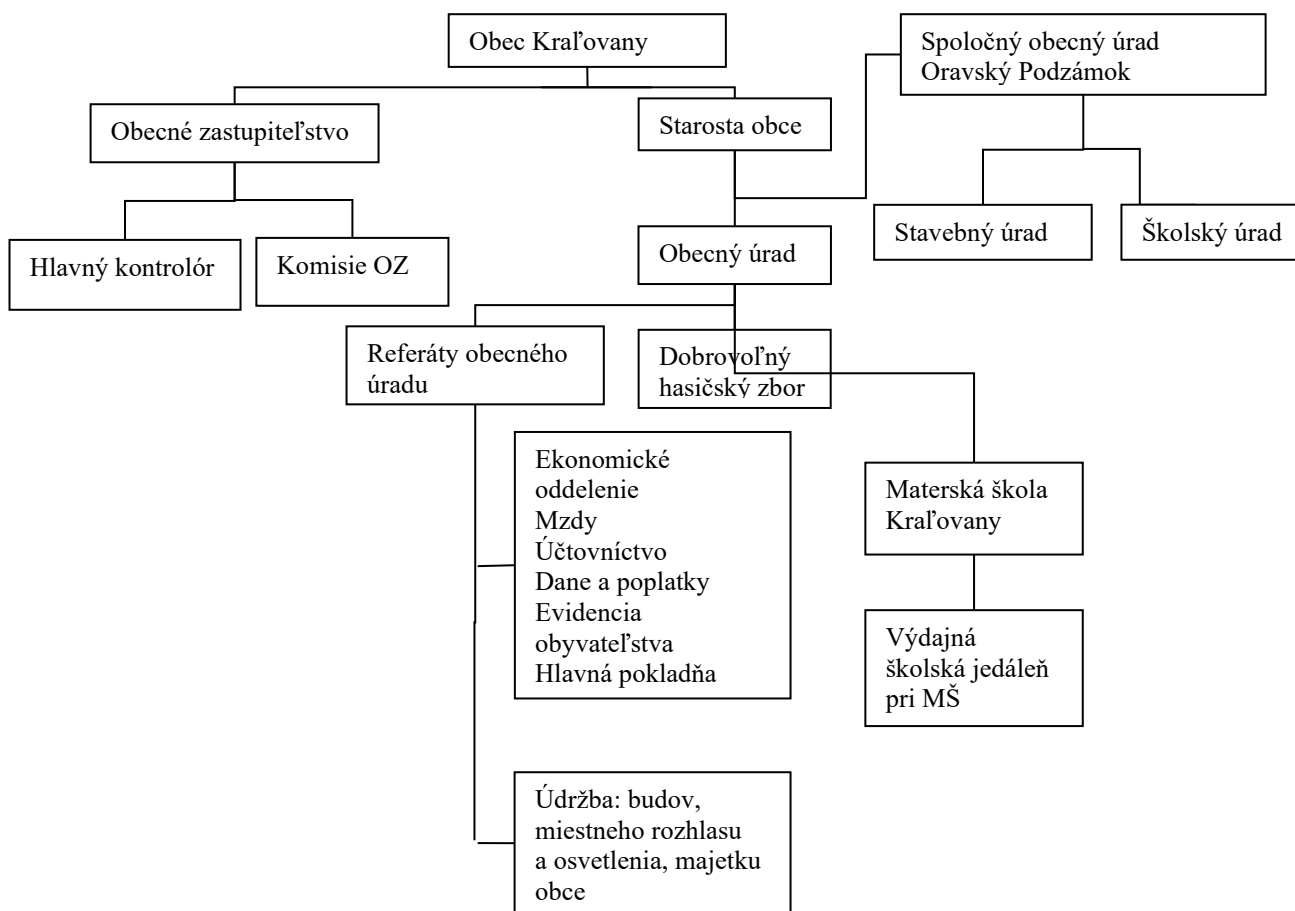 Obec Kraľovany
Spoločný obecný úrad
Oravský Podzámok
Obecné zastupiteľstvo
Starosta obce
Hlavný kontrolór
Komisie OZ
Obecný úrad
Stavebný úrad
Školský úrad
Referáty obecného
úradu
Dobrovoľný
hasičský zbor
Ekonomické
oddelenie
Mzdy
Účtovníctvo
Dane a poplatky
Evidencia
obyvateľstva
Hlavná pokladňa
Materská škola
Kraľovany
Výdajná
školská jedáleň
pri MŠ
Údržba: budov,
miestneho rozhlasu
a osvetlenia, majetku
obce